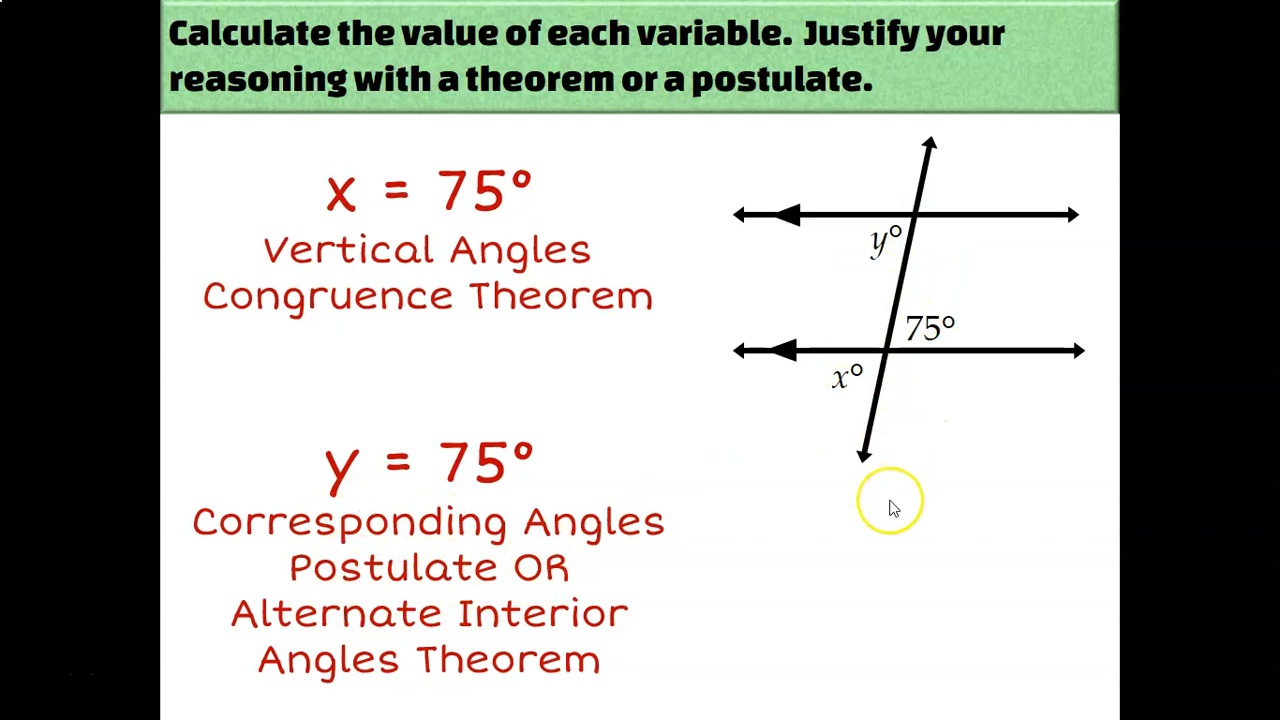 Calculate the value of each variable. Justify your
reasoning with a theorem or a postulate.
x = 75°
Vertical Angles
Congruence Theorem
y = 75°
Corresponding Angles
Postulate OR
Alternate Interior
Angles Theorem
y°
75°
x°